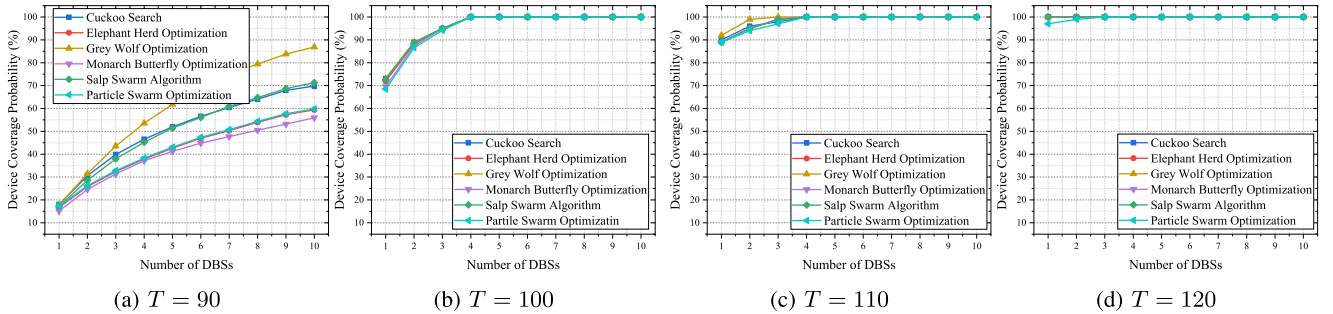 Device Coverage Probability (%)
100
90
80
70
60
50
40
30
20
10
Cuckoo Search
Elephant Herd Optimization
Grey Wolf Optimization
Monarch Butterfly Optimization
Salp Swarm Algorithm
Particle Swarm Optimization
1 2 3 4 5 6 7 8 9 10
Number of DBSs
(a) T = 90
Device Coverage Probability (%)
100
90
80
70
60
50
40
30
20
10
Cuckoo Search
Elephant Herd Optimization
Grey Wolf Optimization
Monarch Butterfly Optimization
Salp Swarm Algorithm
Partile Swarm Optimizatin
1 2 3 4 5 6 7 8 9 10
Number of DBSs
(b) T = 100
Device Coverage Probability (%)
100
90
80
70
60
50
40
30
20
10
Cuckoo Search
Elephant Herd Optimization
Grey Wolf Optimization
Monarch Butterfly Optimization
Salp Swarm Algorithm
Particle Swarm Optimization
1 2 3 4 5 6 7 8 9 10
Number of DBSs
(c) T = 110
Device Coverage Probability (%)
100
90
80
70
60
50
40
30
20
10
Cuckoo Search
Elephant Herd Optimization
Grey Wolf Optimization
Monarch Butterfly Optimization
Salp Swarm Algorithm
Particle Swarm Optimization
1 2 3 4 5 6 7 8 9 10
Number of DBSs
(d) T = 120